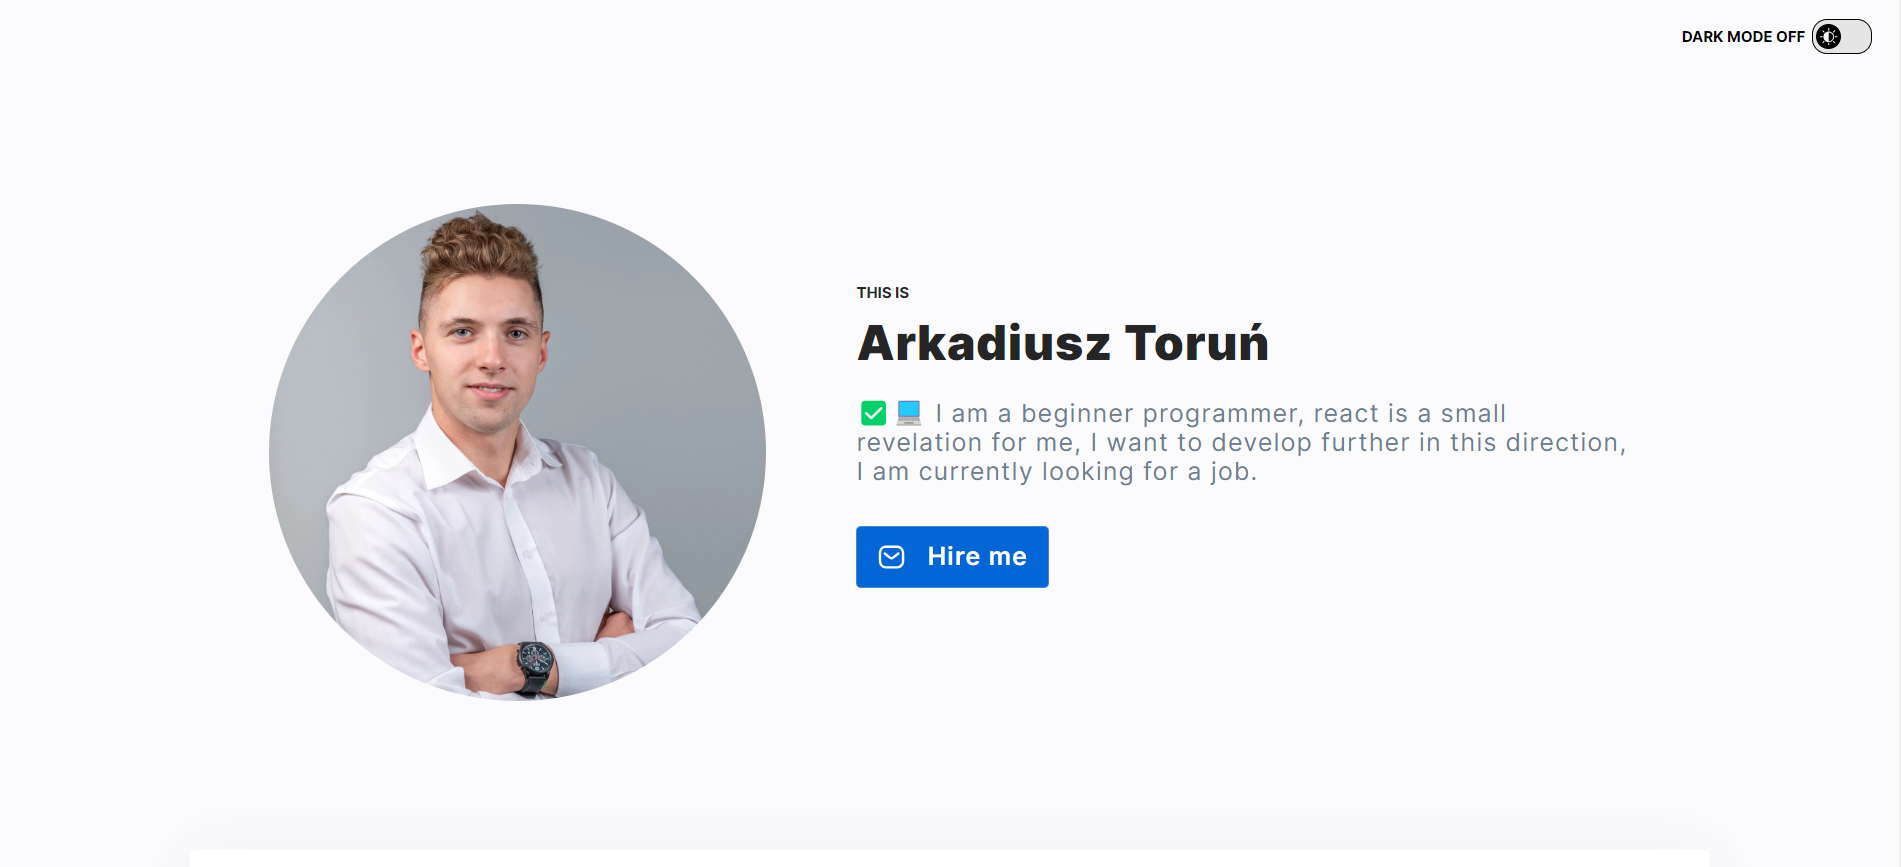 DARK MODE OFF
THIS IS
Arkadiusz Toruń
✅💻 I am a beginner programmer, react is a small
revelation for me, I want to develop further in this direction,
I am currently looking for a job.
Hire me